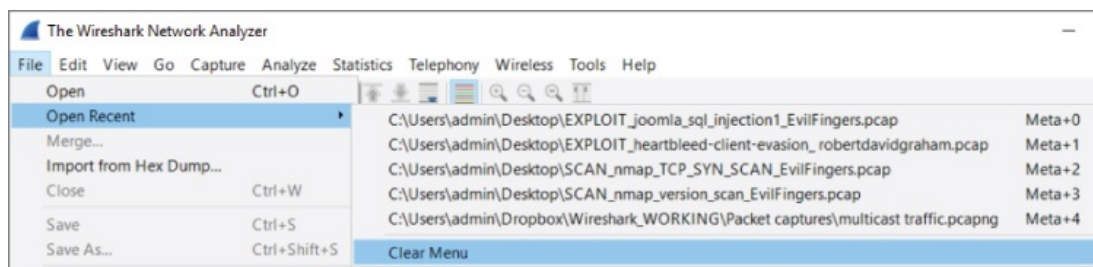 The Wireshark Network Analyzer
File Edit View Go Capture Analyze Statistics Telephony Wireless Tools Help
Open Ctrl+O
Open Recent
Merge...
Import from Hex Dump...
Close Ctrl+W
Save Ctrl+S
Save As... Ctrl+Shift+S
C:\Users\admin\Desktop\EXPLOIT_joomla_sql_injection1_EvilFingers.pcap Meta+0
C:\Users\admin\Desktop\EXPLOIT_heartbleed-client-evasion_ robertdavidgraham.pcap Meta+1
C:\Users\admin\Desktop\SCAN_nmap_TCP_SYN_SCAN_EvilFingers.pcap Meta+2
C:\Users\admin\Desktop\SCAN_nmap_version_scan_EvilFingers.pcap Meta+3
C:\Users\admin\Dropbox\Wireshark_WORKING\Packet captures\multicast traffic.pcapng Meta+4
Clear Menu